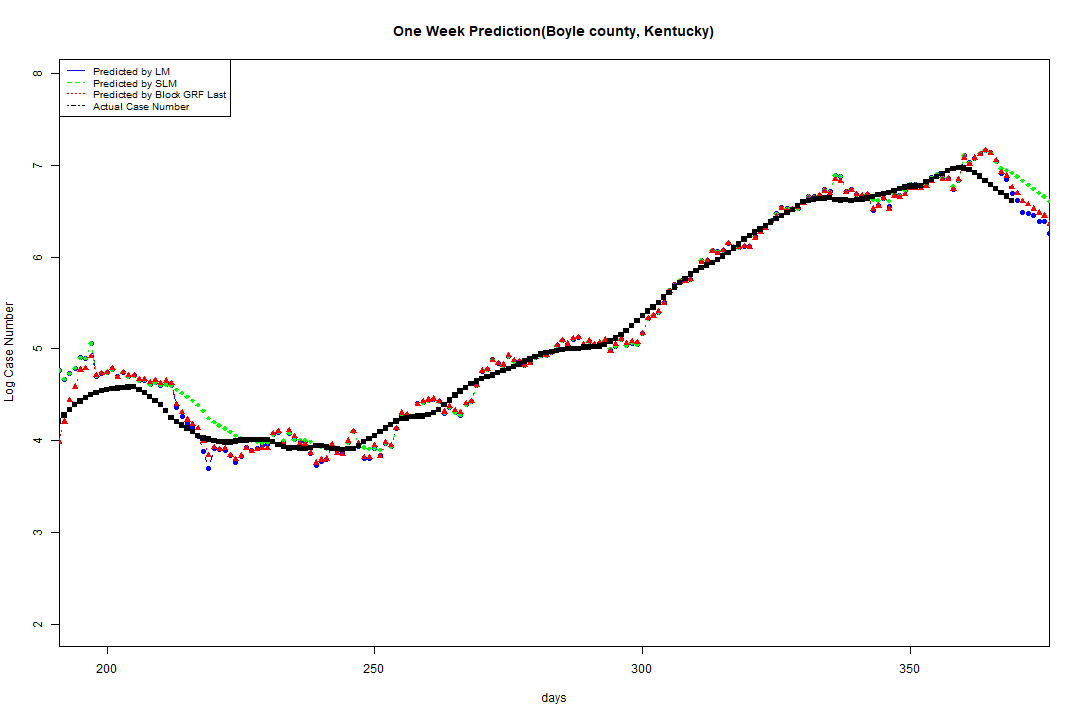 One Week Prediction(Boyle county, Kentucky)
Predicted by LM
Predicted by SLM
Predicted by Block GRF Last
Actual Case Number
8
7
6
5
4
3
2
Log Case Number
200 250 300 350
days